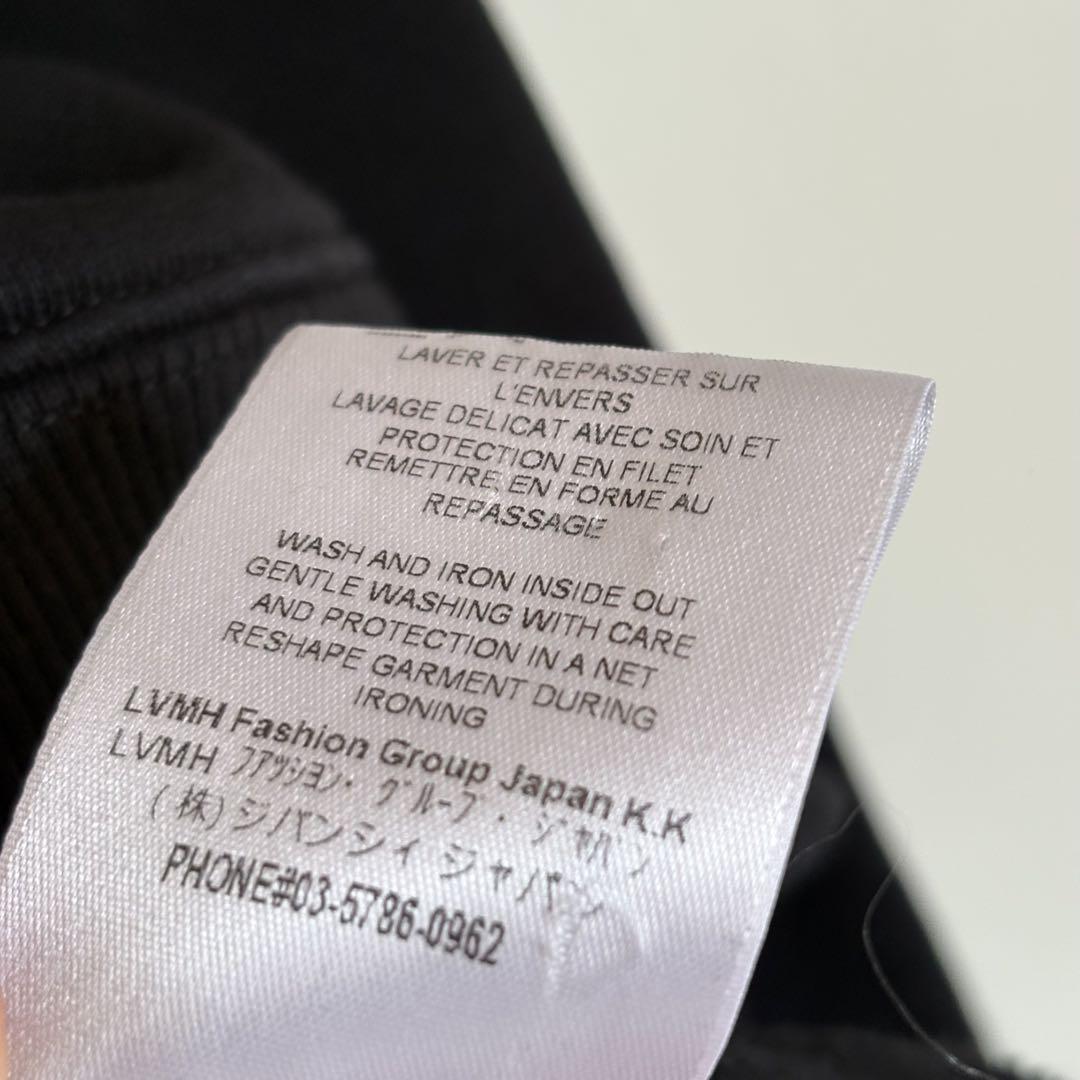 LAVER ET REPASSER SUR
L'ENVERS
LAVAGE DELICAT AVEC SOIN ET
PROTECTION EN FILET
REMETTRE EN FORME AU
REPASSAGE
WASH AND IRON INSIDE OUT
GENTLE WASHING WITH CARE
AND PROTECTION IN A NET
RESHAPE GARMENT DURING
IRONING
LVMH Fashion Group Japan K.K
LVMH ファッション・グループ・ジャパン
(株)ジバンシィ ジャパン
PHONE#03-5786-0962